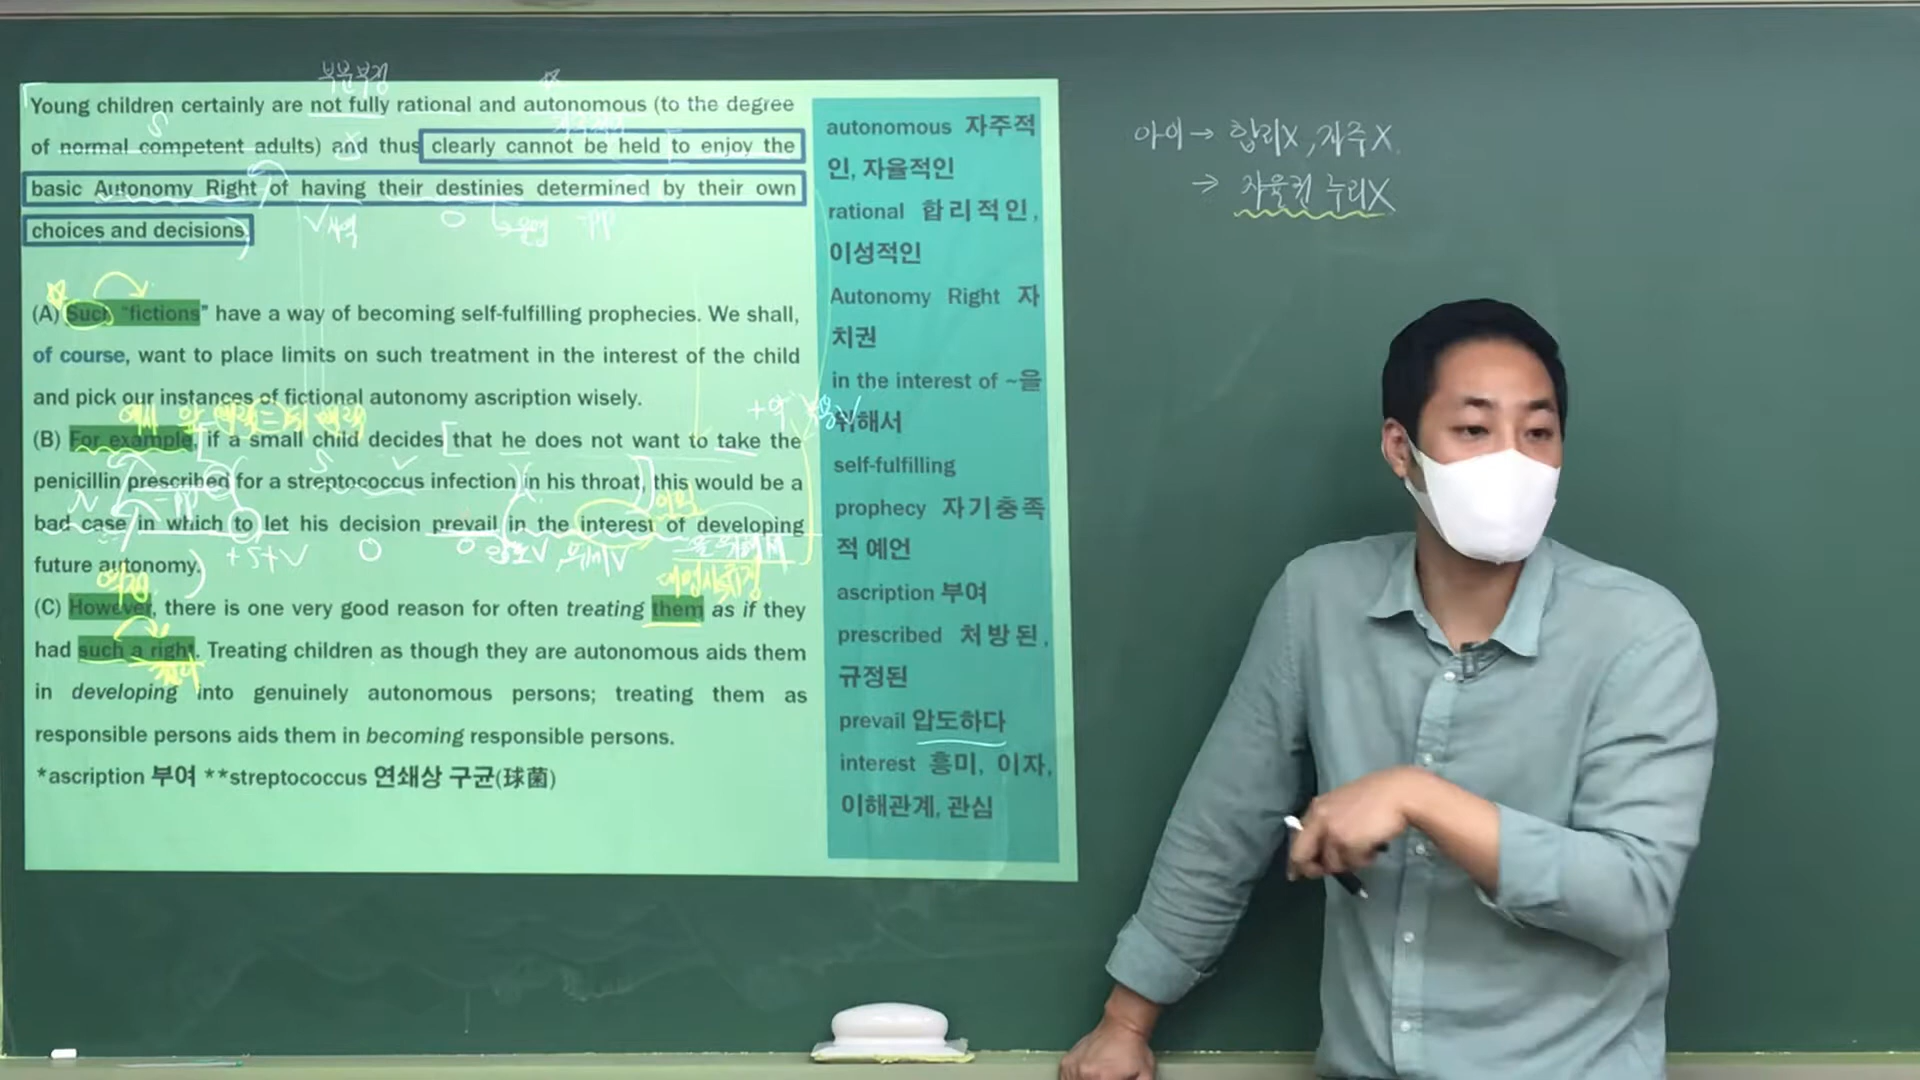 부분부정
Young children certainly are not fully rational and autonomous (to the degree
of normal competent adults) and thus clearly cannot be held to enjoy the
basic Autonomy Right of having their destinies determined by their own
choices and decisions.
(A) Such "fictions" have a way of becoming self-fulfilling prophecies. We shall,
of course, want to place limits on such treatment in the interest of the child
and pick our instances of fictional autonomy ascription wisely.
(B) For example, if a small child decides that he does not want to take the
penicillin prescribed for a streptococcus infection in his throat, this would be a
bad case in which to let his decision prevail in the interest of developing
+S+V
future autonomy.
(C) However, there is one very good reason for often treating them as if they
had such a right. Treating children as though they are autonomous aids them
in developing into genuinely autonomous persons; treating them as
responsible persons aids them in becoming responsible persons.
*ascription 부여 **streptococcus 연쇄상 구균(球菌)
autonomous 자주적
인, 자율적인
rational 합리적인,
이성적인
Autonomy Right 자
치권
in the interest of ~을
위해서
self-fulfilling
prophecy 자기충족
적 예언
ascription 부여
prescribed 처방된,
규정된
prevail 압도하다
interest 흥미, 이자,
이해관계, 관심
아이→ 합리X, 자주X
→ 자율권 누리X